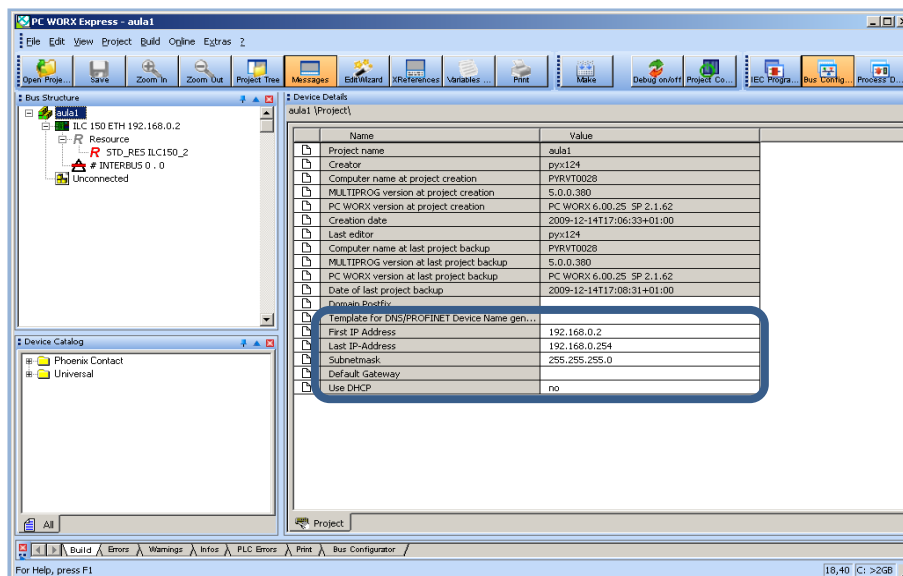 PC WORX Express - aula1
File Edit View Project Build Online Extras ?
Open Proje... Save Zoom In Zoom Out Project Tree Messages EditWizard XReferences Variables ... Print Make Debug on/off Project Co... IEC Progra... Bus Config... Process D...
Bus Structure
aula1
ILC 150 ETH 192.168.0.2
R Resource
R STD_RES ILC150_2
# INTERBUS 0 . 0
Unconnected
Device Catalog
Phoenix Contact
Universal
All
Device Details
aula1 \Project\
Name Value
Project name aula1
Creator pyx124
Computer name at project creation PYRVT0028
MULTIPROG version at project creation 5.0.0.380
PC WORX version at project creation PC WORX 6.00.25 SP 2.1.62
Creation date 2009-12-14T17:06:33+01:00
Last editor pyx124
Computer name at last project backup PYRVT0028
MULTIPROG version at last project backup 5.0.0.380
PC WORX version at last project backup PC WORX 6.00.25 SP 2.1.62
Date of last project backup 2009-12-14T17:08:31+01:00
Domain Postfix
Template for DNS/PROFINET Device Name gen...
First IP Address 192.168.0.2
Last IP-Address 192.168.0.254
Subnetmask 255.255.255.0
Default Gateway
Use DHCP no
Project
Build Errors Warnings Infos PLC Errors Print Bus Configurator
For Help, press F1
18,40 C: >2GB